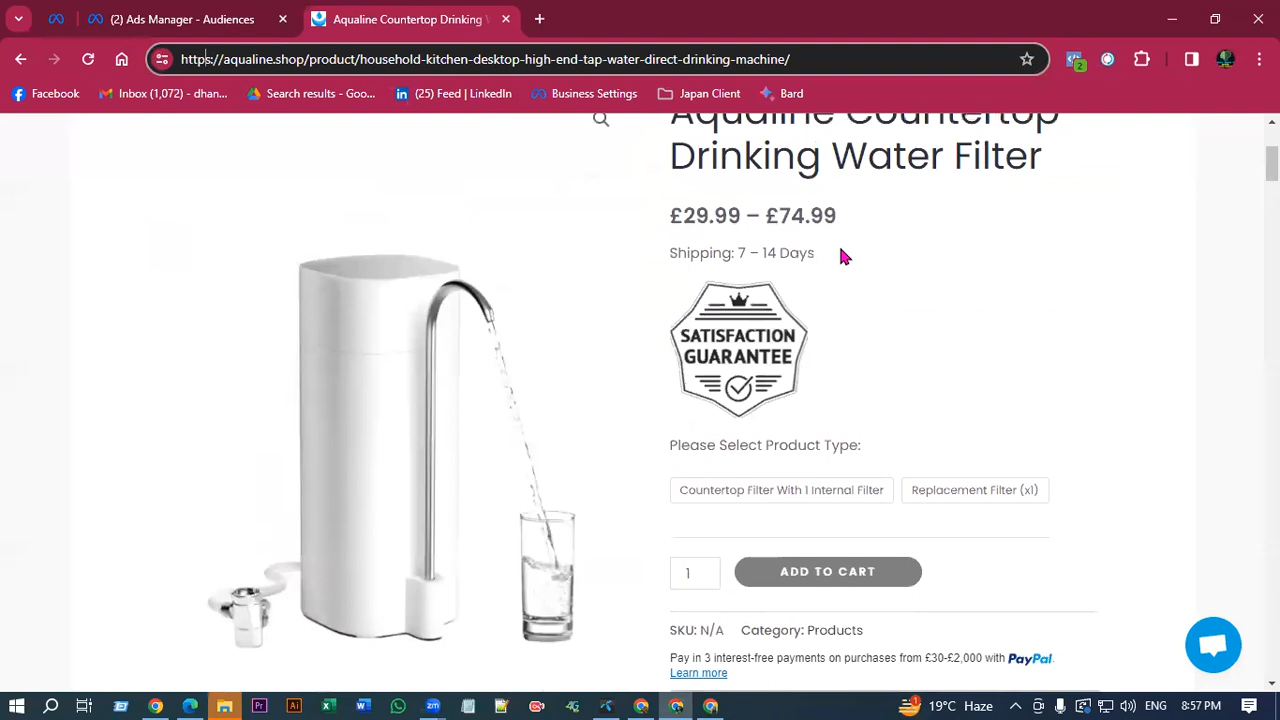 (2) Ads Manager - Audiences
Aqualine Countertop Drinking W
https://aqualine.shop/product/household-kitchen-desktop-high-end-tap-water-direct-drinking-machine/
2
Facebook
Inbox (1,072) - dhan...
Search results - Goo...
(25) Feed | LinkedIn
Business Settings
Japan Client
Bard
Aqualine Countertop
Drinking Water Filter
£29.99 – £74.99
Shipping: 7 – 14 Days
SATISFACTION
GUARANTEE
Please Select Product Type:
Countertop Filter With 1 Internal Filter
Replacement Filter (x1)
1
ADD TO CART
SKU: N/A
Category: Products
Pay in 3 interest-free payments on purchases from £30-£2,000 with PayPal.
Learn more
1
19°C Haze
ENG
8:57 PM